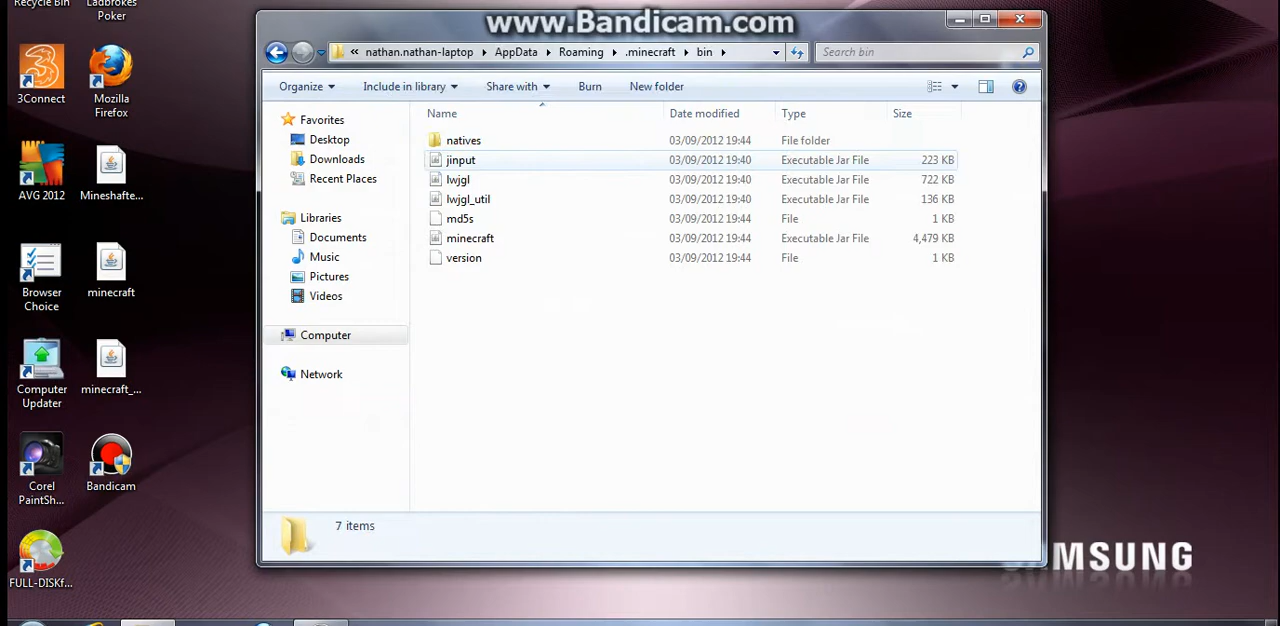 Recycle Bin
Ladbrokes
Poker
www.Bandicam.com
« nathan.nathan-laptop ▸ AppData ▸ Roaming ▸ .minecraft ▸ bin ▸
Search bin
Organize
Include in library
Share with
Burn
New folder
3Connect
Mozilla
Firefox
AVG 2012
Mineshafte...
Browser
Choice
minecraft
Computer
Updater
minecraft_...
Corel
PaintSh...
Bandicam
FULL-DISKf...
Favorites
Desktop
Downloads
Recent Places
Libraries
Documents
Music
Pictures
Videos
Computer
Network
Name Date modified Type Size
natives 03/09/2012 19:44 File folder
jinput 03/09/2012 19:40 Executable Jar File 223 KB
lwjgl 03/09/2012 19:40 Executable Jar File 722 KB
lwjgl_util 03/09/2012 19:40 Executable Jar File 136 KB
md5s 03/09/2012 19:44 File 1 KB
minecraft 03/09/2012 19:44 Executable Jar File 4,479 KB
version 03/09/2012 19:44 File 1 KB
7 items
SAMSUNG